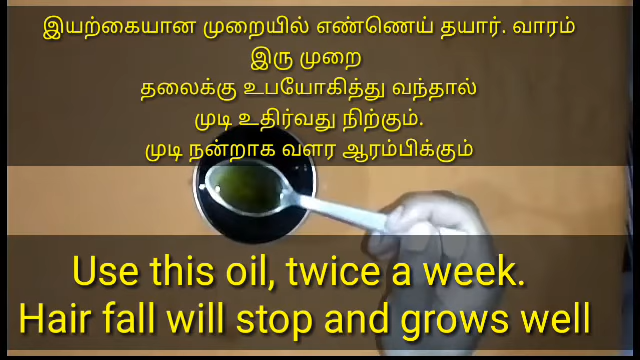 இயற்கையான முறையில் எண்ணெய் தயார். வாரம்
இரு முறை
தலைக்கு உபயோகித்து வந்தால்
முடி உதிர்வது நிற்கும்.
முடி நன்றாக வளர ஆரம்பிக்கும்
Use this oil, twice a week.
Hair fall will stop and grows well